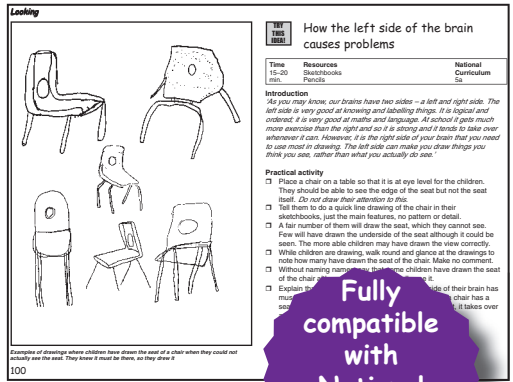 Looking
Examples of drawings where children have drawn the seat of a chair when they could not
actually see the seat. They knew it must be there, so they drew it
100
TRY
THIS
IDEA!
How the left side of the brain
causes problems
Time Resources National
15–20 Sketchbooks Curriculum
min. Pencils 5a
Introduction
'As you may know, our brains have two sides – a left and right side. The
left side is very good at knowing and labelling things. It is logical and
ordered; it is very good at maths and language. At school it gets much
more exercise than the right and so it is strong and it tends to take over
whenever it can. However, it is the right side of your brain that you need
to use most in drawing. The left side can make you draw things you
think you see, rather than what you actually do see.'
Practical activity
❒ Place a chair on a table so that it is at eye level for the children.
They should be able to see the edge of the seat but not the seat
itself. Do not draw their attention to this.
❒ Tell them to do a quick line drawing of the chair in their
sketchbooks, just the main features, no pattern or detail.
❒ A fair number of them will draw the seat, which they cannot see.
Few will have drawn the underside of the seat although it could be
seen. The more able children may have drawn the view correctly.
❒ While children are drawing, walk round and glance at the drawings to
note how many have drawn the seat of the chair. Make no comment.
❒ Without naming names, say that some children have drawn the seat
of the chair it.
❒ Explain side of their brain has
chair has a
it takes over
Fully
compatible
with
National